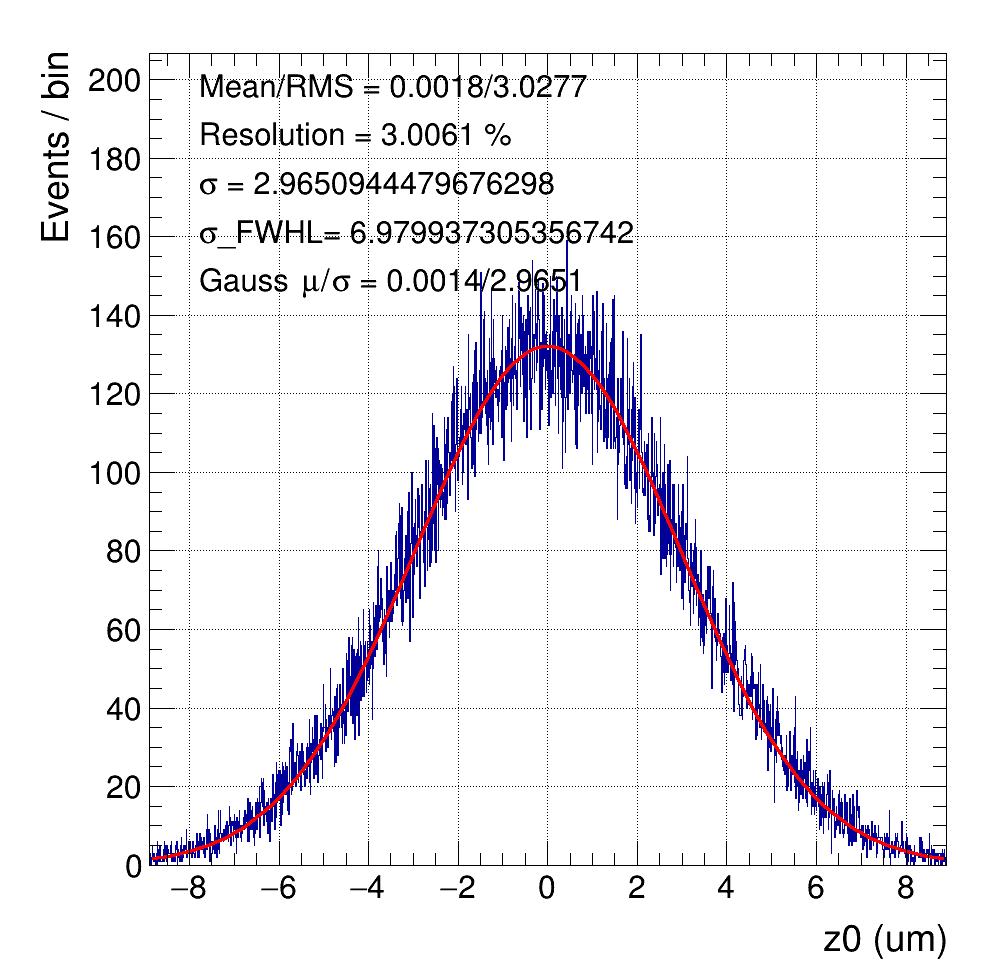 Events / bin
200
180
160
140
120
100
80
60
40
20
0
Mean/RMS = 0.0018/3.0277
Resolution = 3.0061 %
σ = 2.9650944479676298
σ_FWHL= 6.979937305356742
Gauss μ/σ = 0.0014/2.9651
−8 −6 −4 −2 0 2 4 6 8
z0 (um)